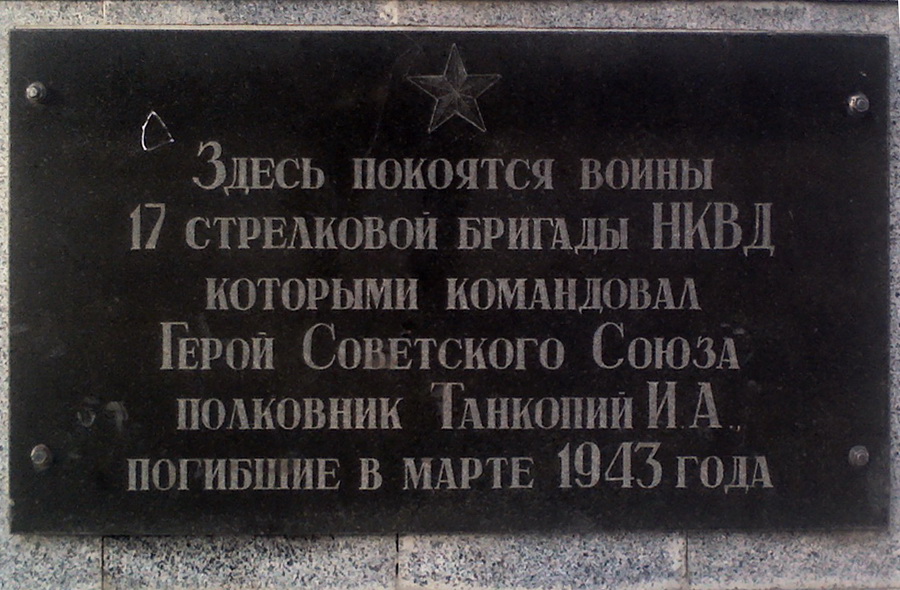 Здесь покоятся воины
17 стрелковой бригады НКВД
которыми командовал
Герой Советского Союза
полковник Танкопий И.А.,
погибшие в марте 1943 года